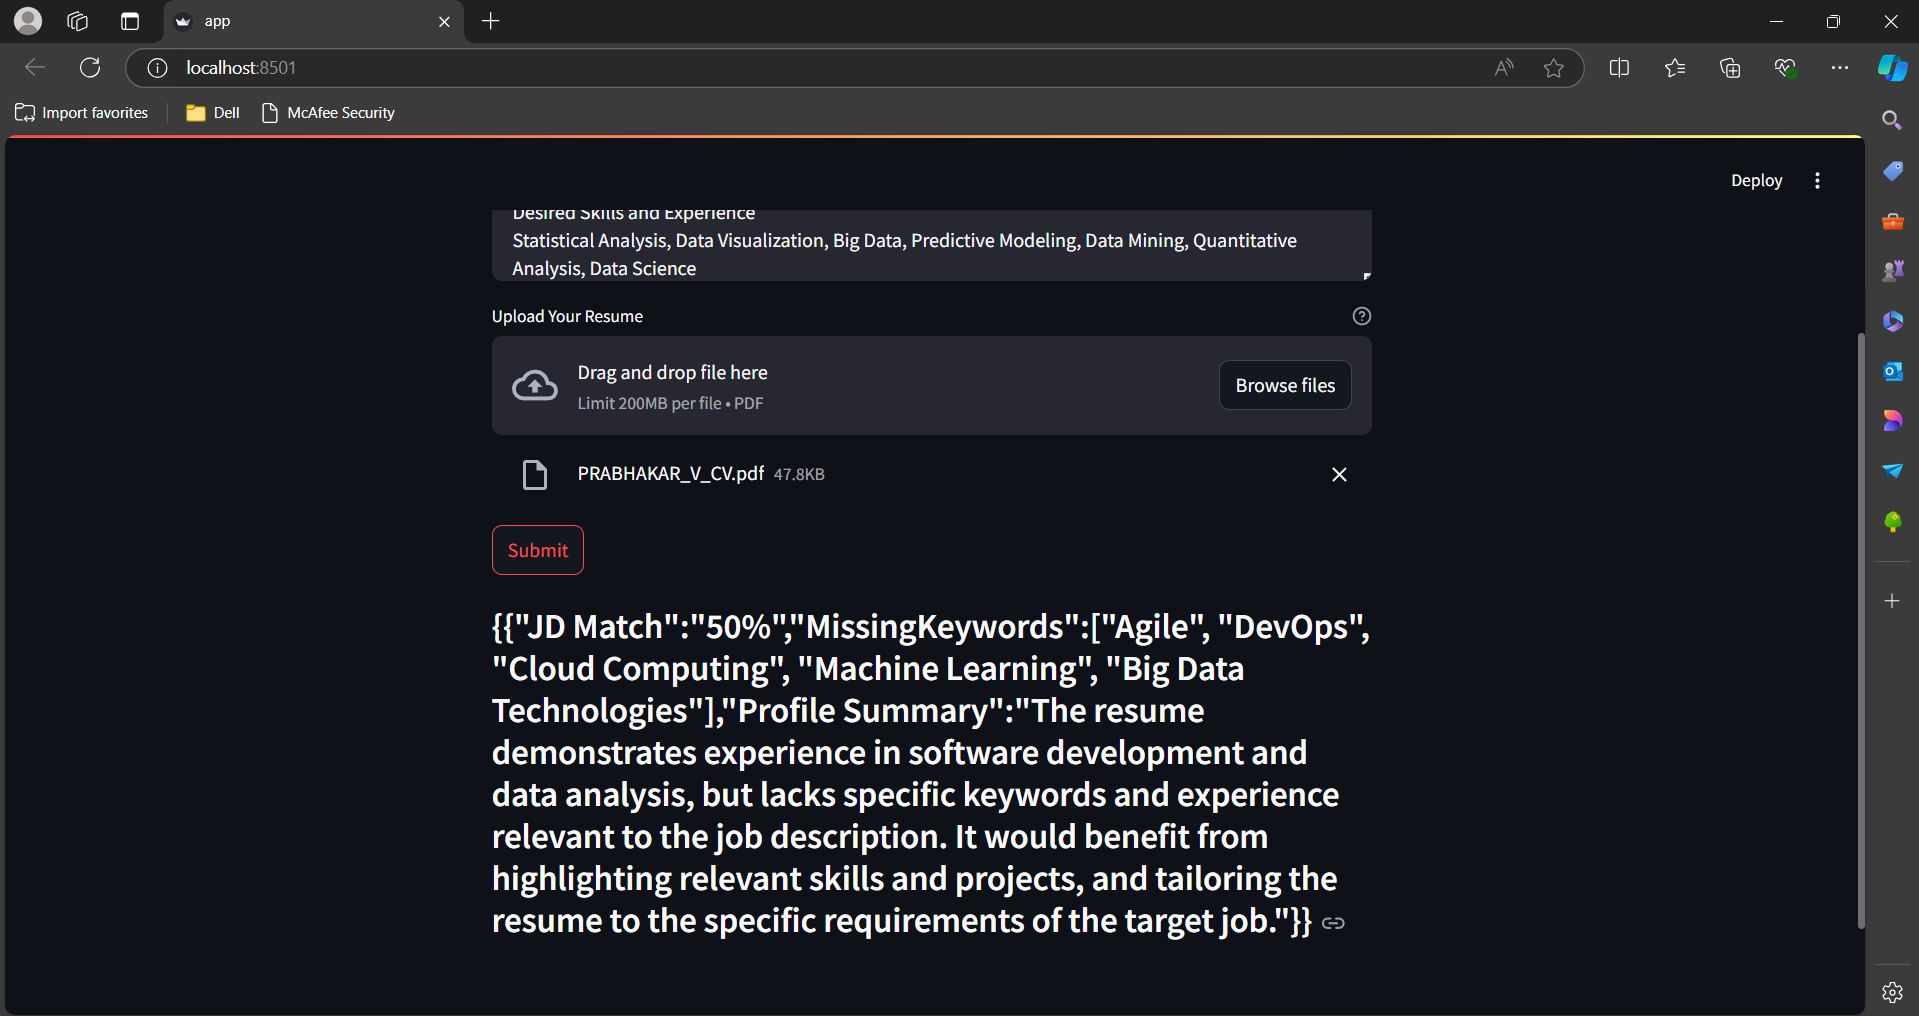 app
localhost:8501
Import favorites
Dell
McAfee Security
Deploy
Desired Skills and Experience
Statistical Analysis, Data Visualization, Big Data, Predictive Modeling, Data Mining, Quantitative
Analysis, Data Science
Upload Your Resume
Drag and drop file here
Limit 200MB per file • PDF
Browse files
PRABHAKAR_V_CV.pdf 47.8KB
Submit
{{"JD Match":"50%","MissingKeywords":["Agile", "DevOps",
"Cloud Computing", "Machine Learning", "Big Data
Technologies"],"Profile Summary":"The resume
demonstrates experience in software development and
data analysis, but lacks specific keywords and experience
relevant to the job description. It would benefit from
highlighting relevant skills and projects, and tailoring the
resume to the specific requirements of the target job."}}